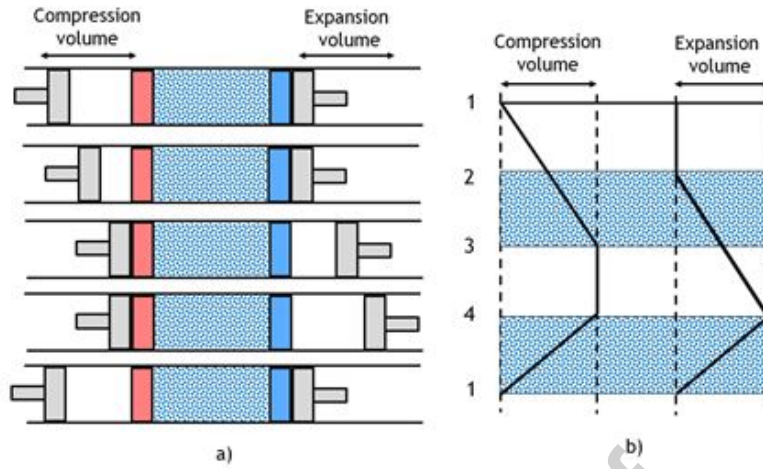 Compression
volume
Expansion
volume
a)
Compression
volume
Expansion
volume
1
2
3
4
1
b)